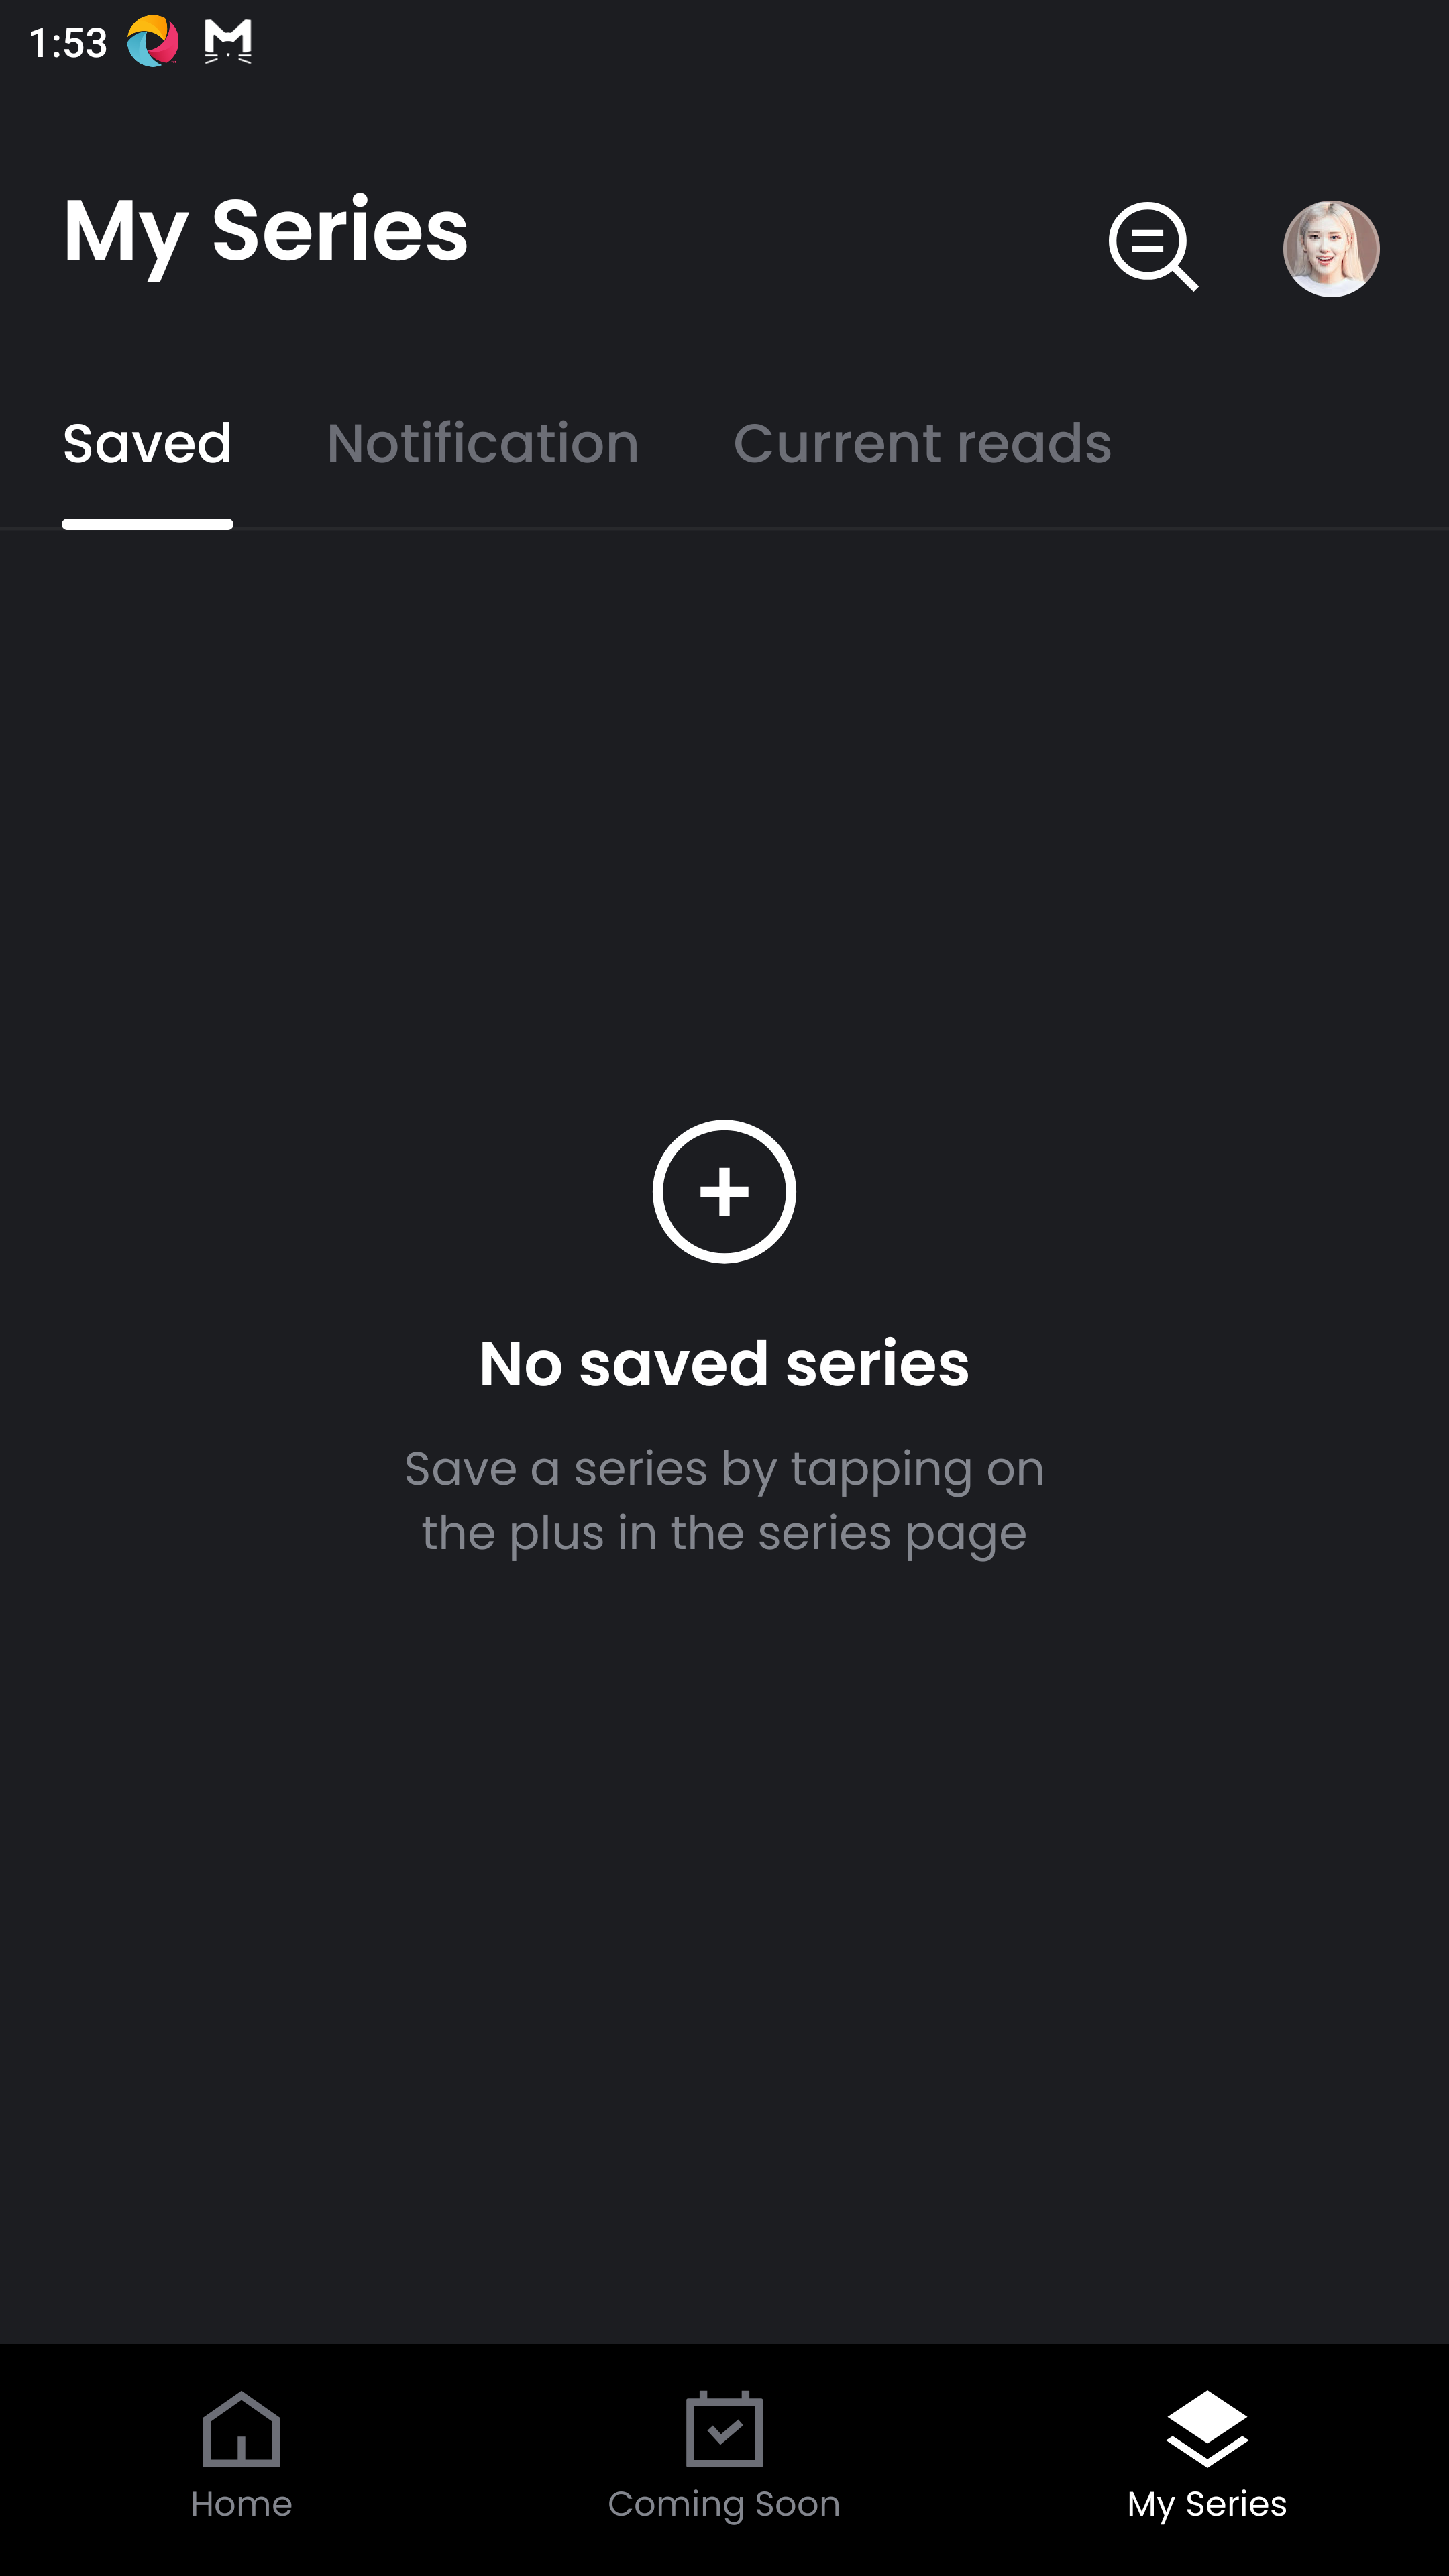 1:53
My Series
Saved Notification Current reads
No saved series
Save a series by tapping on
the plus in the series page
Home Coming Soon My Series